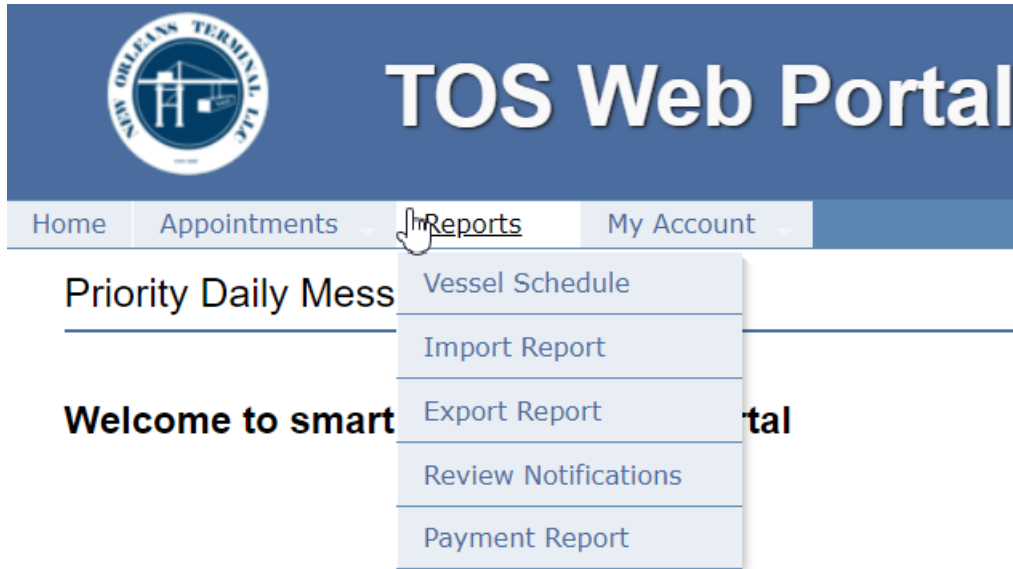 NEW ORLEANS TERMINAL LLC
TOS Web Portal
Home Appointments Reports My Account
Priority Daily Mess
Vessel Schedule
Import Report
Welcome to smart tal
Export Report
Review Notifications
Payment Report